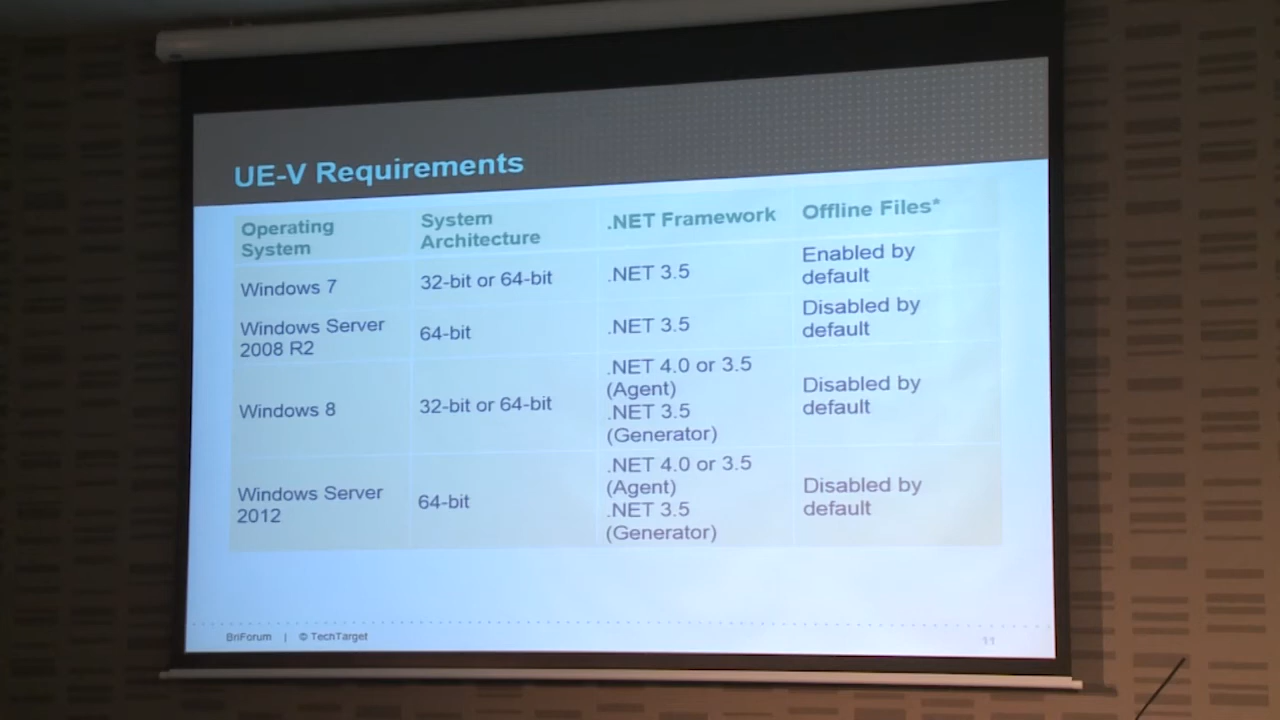 UE-V Requirements
Operating System
System Architecture
.NET Framework
Offline Files*
Windows 7
32-bit or 64-bit
.NET 3.5
Enabled by default
Windows Server 2008 R2
64-bit
.NET 3.5
Disabled by default
Windows 8
32-bit or 64-bit
.NET 4.0 or 3.5 (Agent)
.NET 3.5 (Generator)
Disabled by default
Windows Server 2012
64-bit
.NET 4.0 or 3.5 (Agent)
.NET 3.5 (Generator)
Disabled by default
BriForum | © TechTarget
11